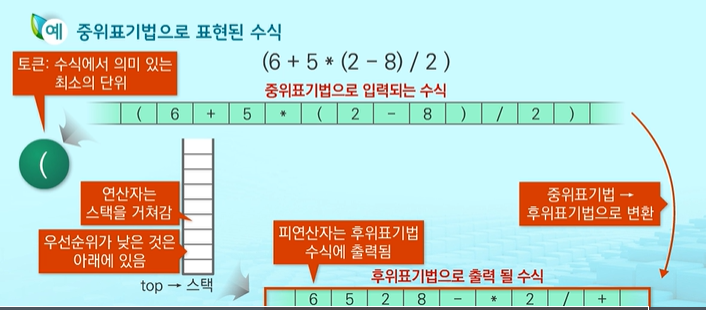 예 중위표기법으로 표현된 수식
(6 + 5 * (2 − 8) / 2 )
토큰: 수식에서 의미 있는
최소의 단위
중위표기법으로 입력되는 수식
( 6 + 5 * ( 2 − 8 ) / 2 )
(
연산자는
스택을 거쳐감
우선순위가 낮은 것은
아래에 있음
top → 스택
중위표기법 →
후위표기법으로 변환
피연산자는 후위표기법
수식에 출력됨
후위표기법으로 출력 될 수식
6 5 2 8 − * 2 / +